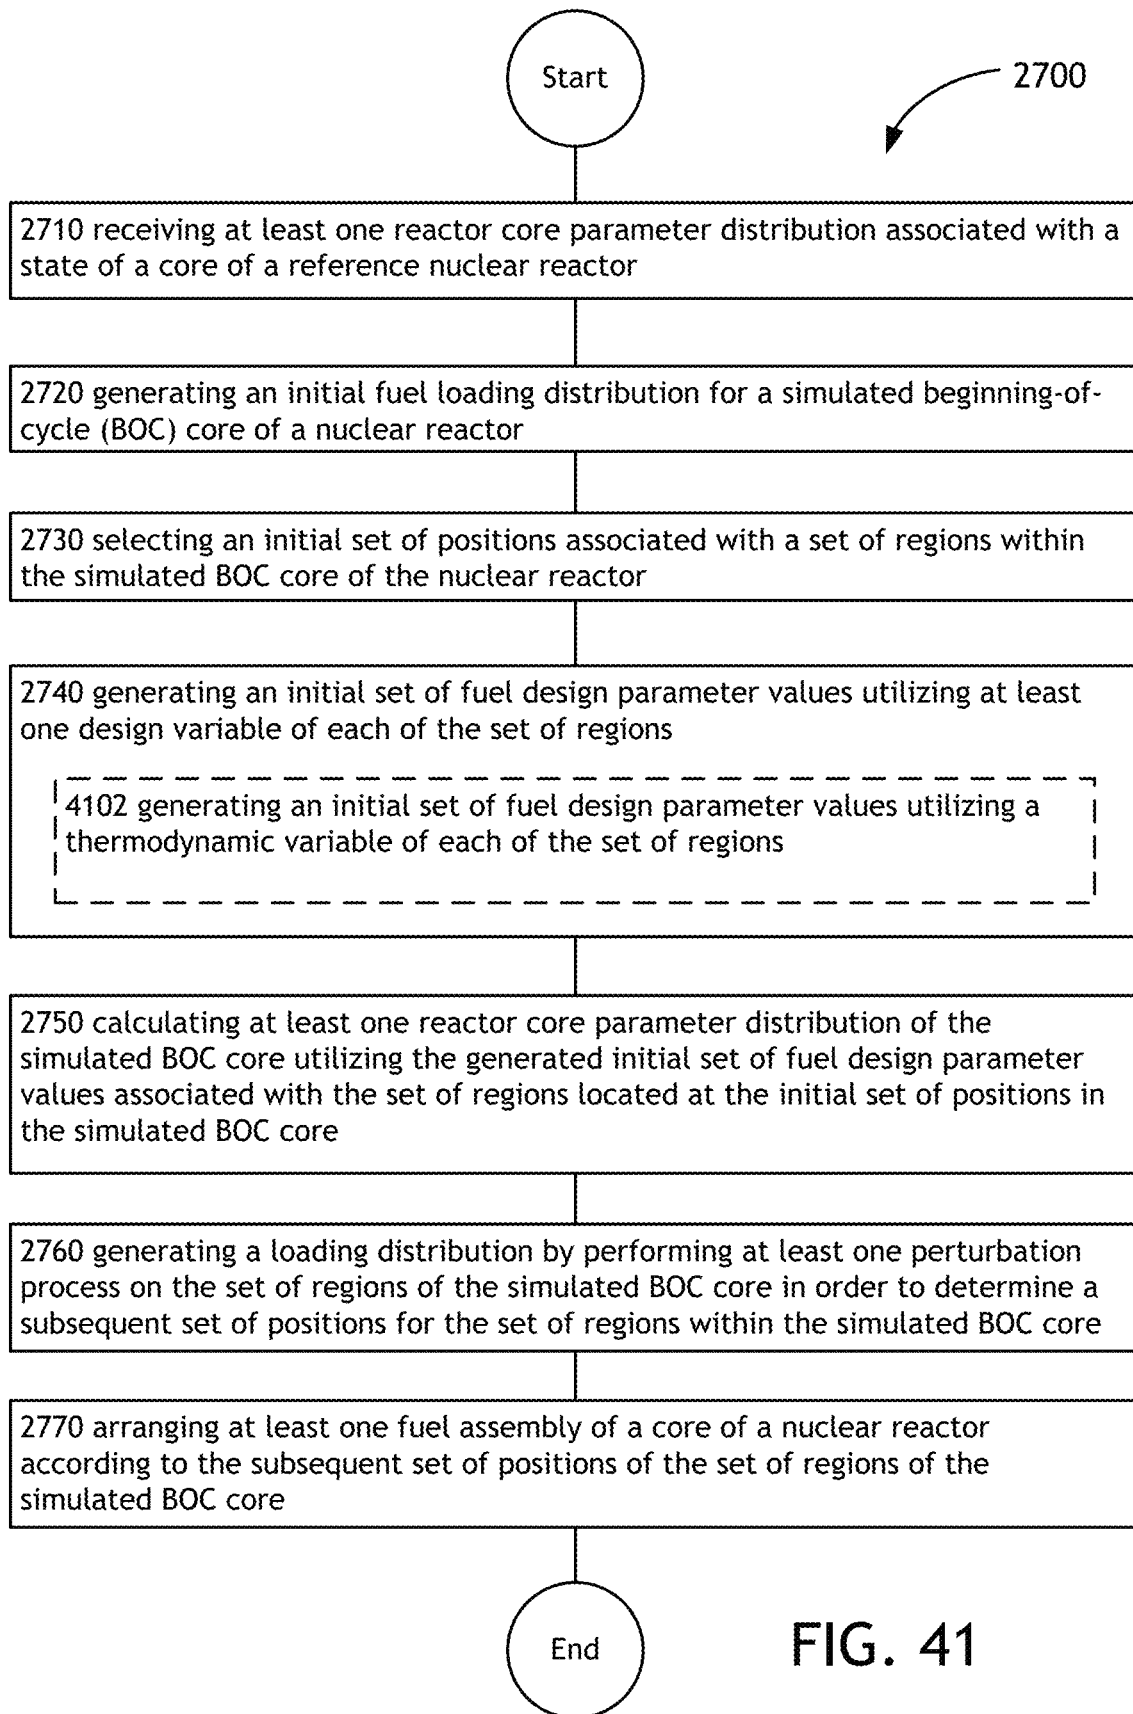 Start
2700
2710 receiving at least one reactor core parameter distribution associated with a
state of a core of a reference nuclear reactor
2720 generating an initial fuel loading distribution for a simulated beginning-of-
cycle (BOC) core of a nuclear reactor
2730 selecting an initial set of positions associated with a set of regions within
the simulated BOC core of the nuclear reactor
2740 generating an initial set of fuel design parameter values utilizing at least
one design variable of each of the set of regions
4102 generating an initial set of fuel design parameter values utilizing a
thermodynamic variable of each of the set of regions
2750 calculating at least one reactor core parameter distribution of the
simulated BOC core utilizing the generated initial set of fuel design parameter
values associated with the set of regions located at the initial set of positions in
the simulated BOC core
2760 generating a loading distribution by performing at least one perturbation
process on the set of regions of the simulated BOC core in order to determine a
subsequent set of positions for the set of regions within the simulated BOC core
2770 arranging at least one fuel assembly of a core of a nuclear reactor
according to the subsequent set of positions of the set of regions of the
simulated BOC core
End
FIG. 41